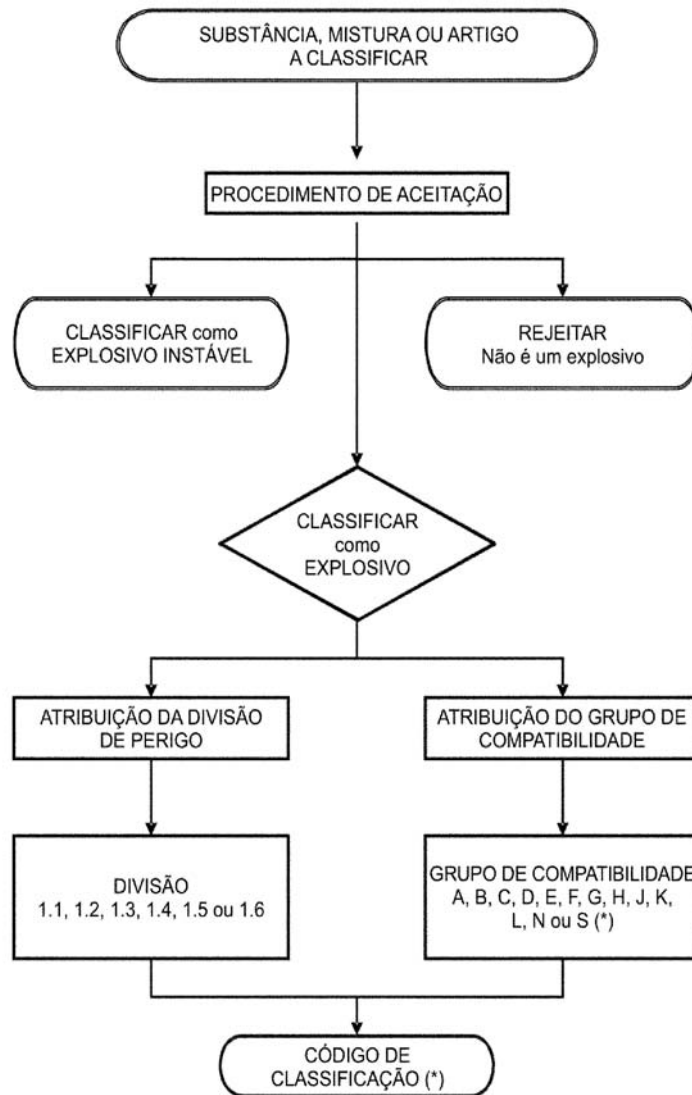 SUBSTÂNCIA, MISTURA OU ARTIGO
A CLASSIFICAR
PROCEDIMENTO DE ACEITAÇÃO
CLASSIFICAR como
EXPLOSIVO INSTÁVEL
REJEITAR
Não é um explosivo
CLASSIFICAR
como
EXPLOSIVO
ATRIBUIÇÃO DA DIVISÃO
DE PERIGO
ATRIBUIÇÃO DO GRUPO DE
COMPATIBILIDADE
DIVISÃO
1.1, 1.2, 1.3, 1.4, 1.5 ou 1.6
GRUPO DE COMPATIBILIDADE
A, B, C, D, E, F, G, H, J, K,
L, N ou S (*)
CÓDIGO DE
CLASSIFICAÇÃO (*)